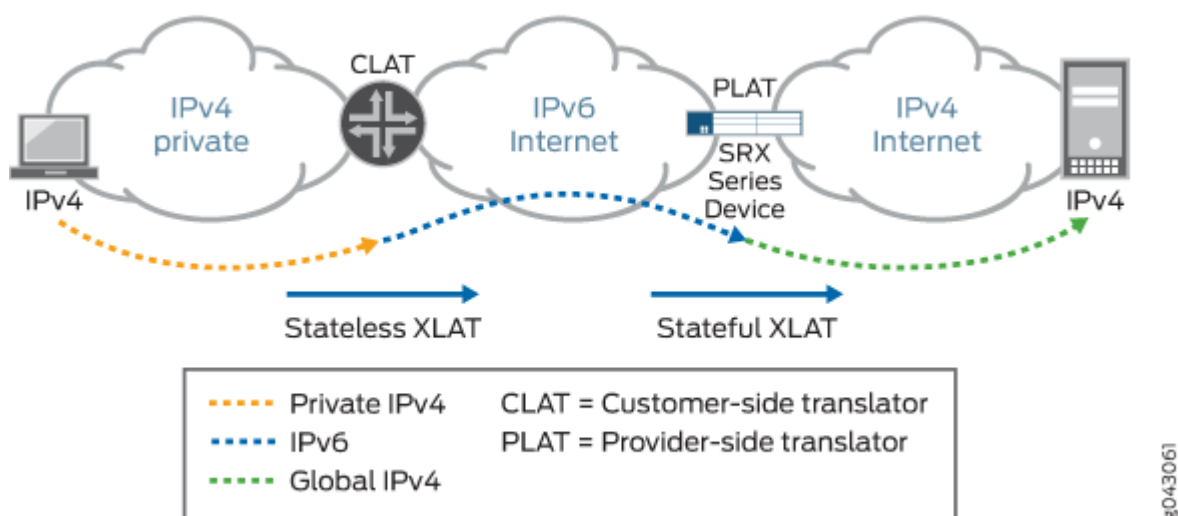 CLAT
IPv4
private
IPv6
Internet
PLAT
IPv4
Internet
SRX
Series
Device
IPv4
IPv4
Stateless XLAT
Stateful XLAT
Private IPv4
CLAT = Customer-side translator
IPv6
PLAT = Provider-side translator
Global IPv4
g043061